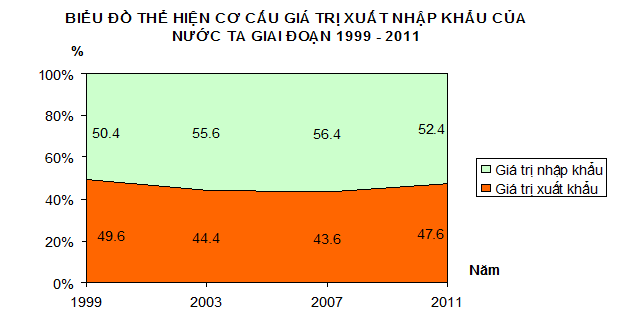 BIỂU ĐỒ THỂ HIỆN CƠ CẤU GIÁ TRỊ XUẤT NHẬP KHẨU CỦA
NƯỚC TA GIAI ĐOẠN 1999 - 2011
%
100%
80%
60%
40%
20%
0%
50.4 55.6 56.4 52.4
49.6 44.4 43.6 47.6
Giá trị nhập khẩu
Giá trị xuất khẩu
Năm
1999 2003 2007 2011